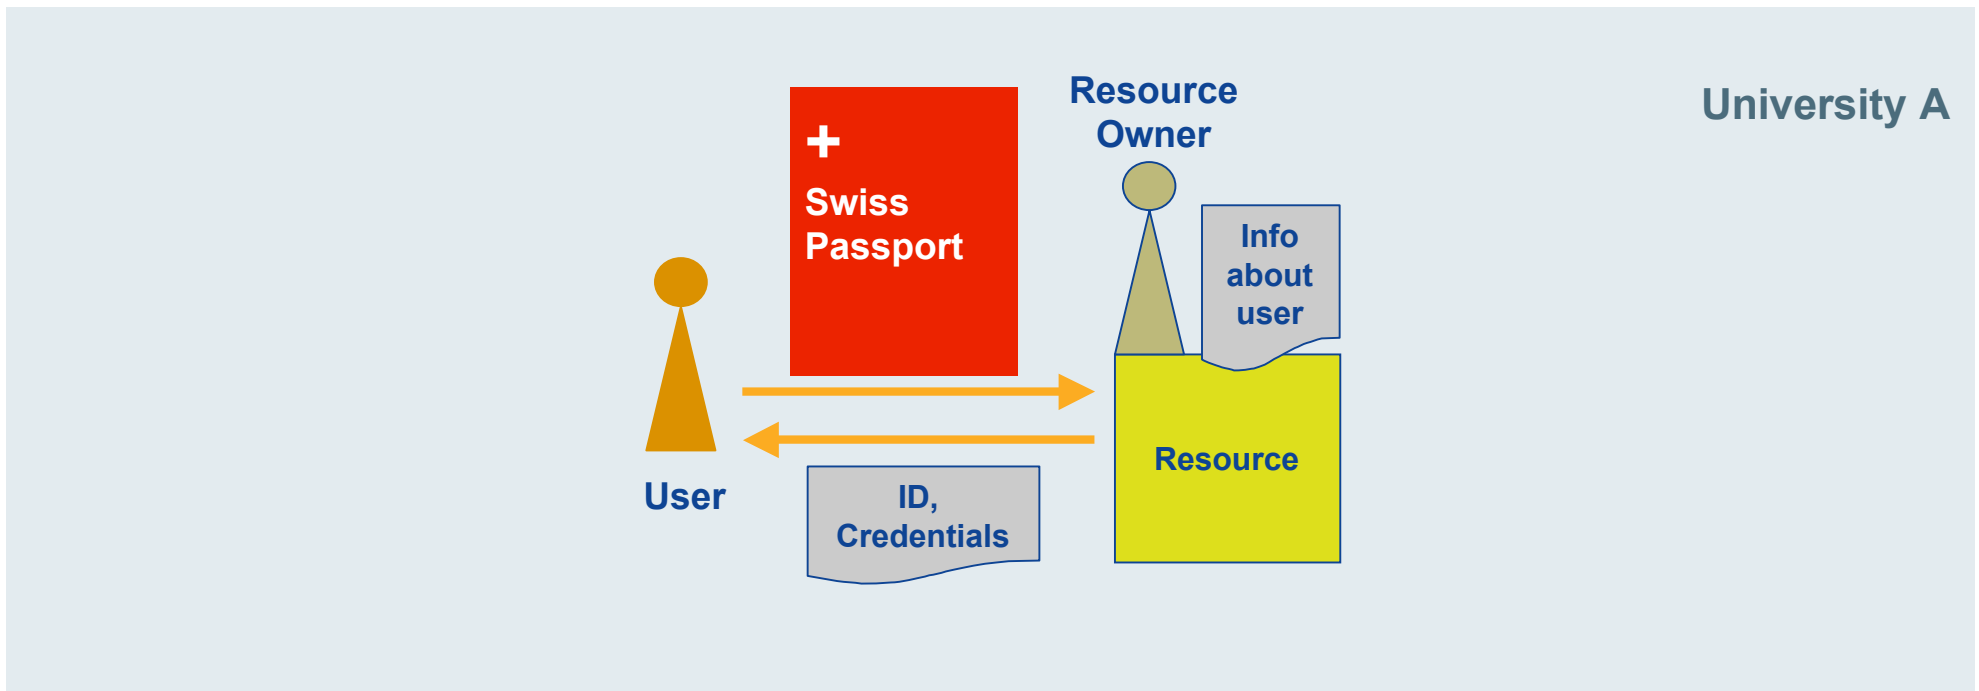 University A
Resource
Owner
Swiss
Passport
Info
about
user
Resource
User
ID,
Credentials